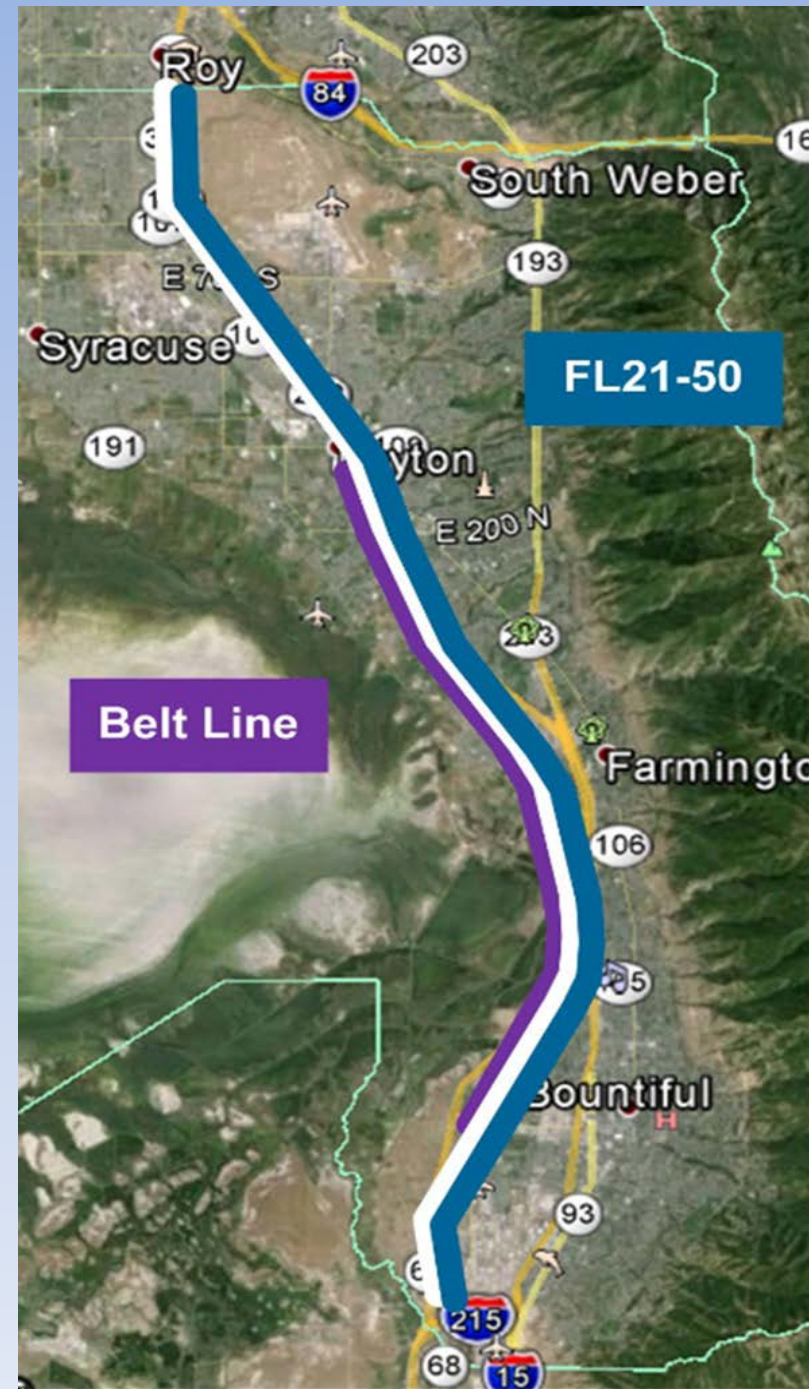 Roy
203
84
South Weber
193
Syracuse
FL21-50
191
E 200 N
Belt Line
Farmingto
106
Bountiful
93
215
68
15